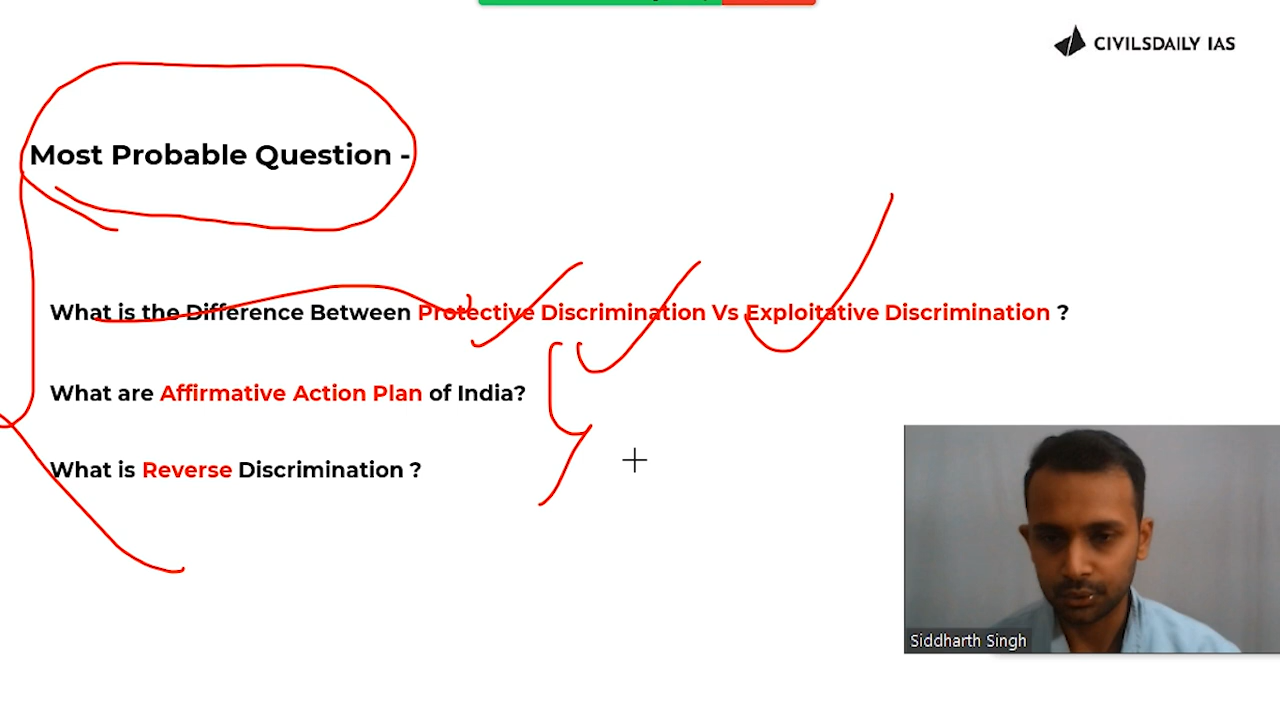 CIVILSDAILY IAS
Most Probable Question -
What is the Difference Between Protective Discrimination Vs Exploitative Discrimination ?
What are Affirmative Action Plan of India?
What is Reverse Discrimination ?
Siddharth Singh